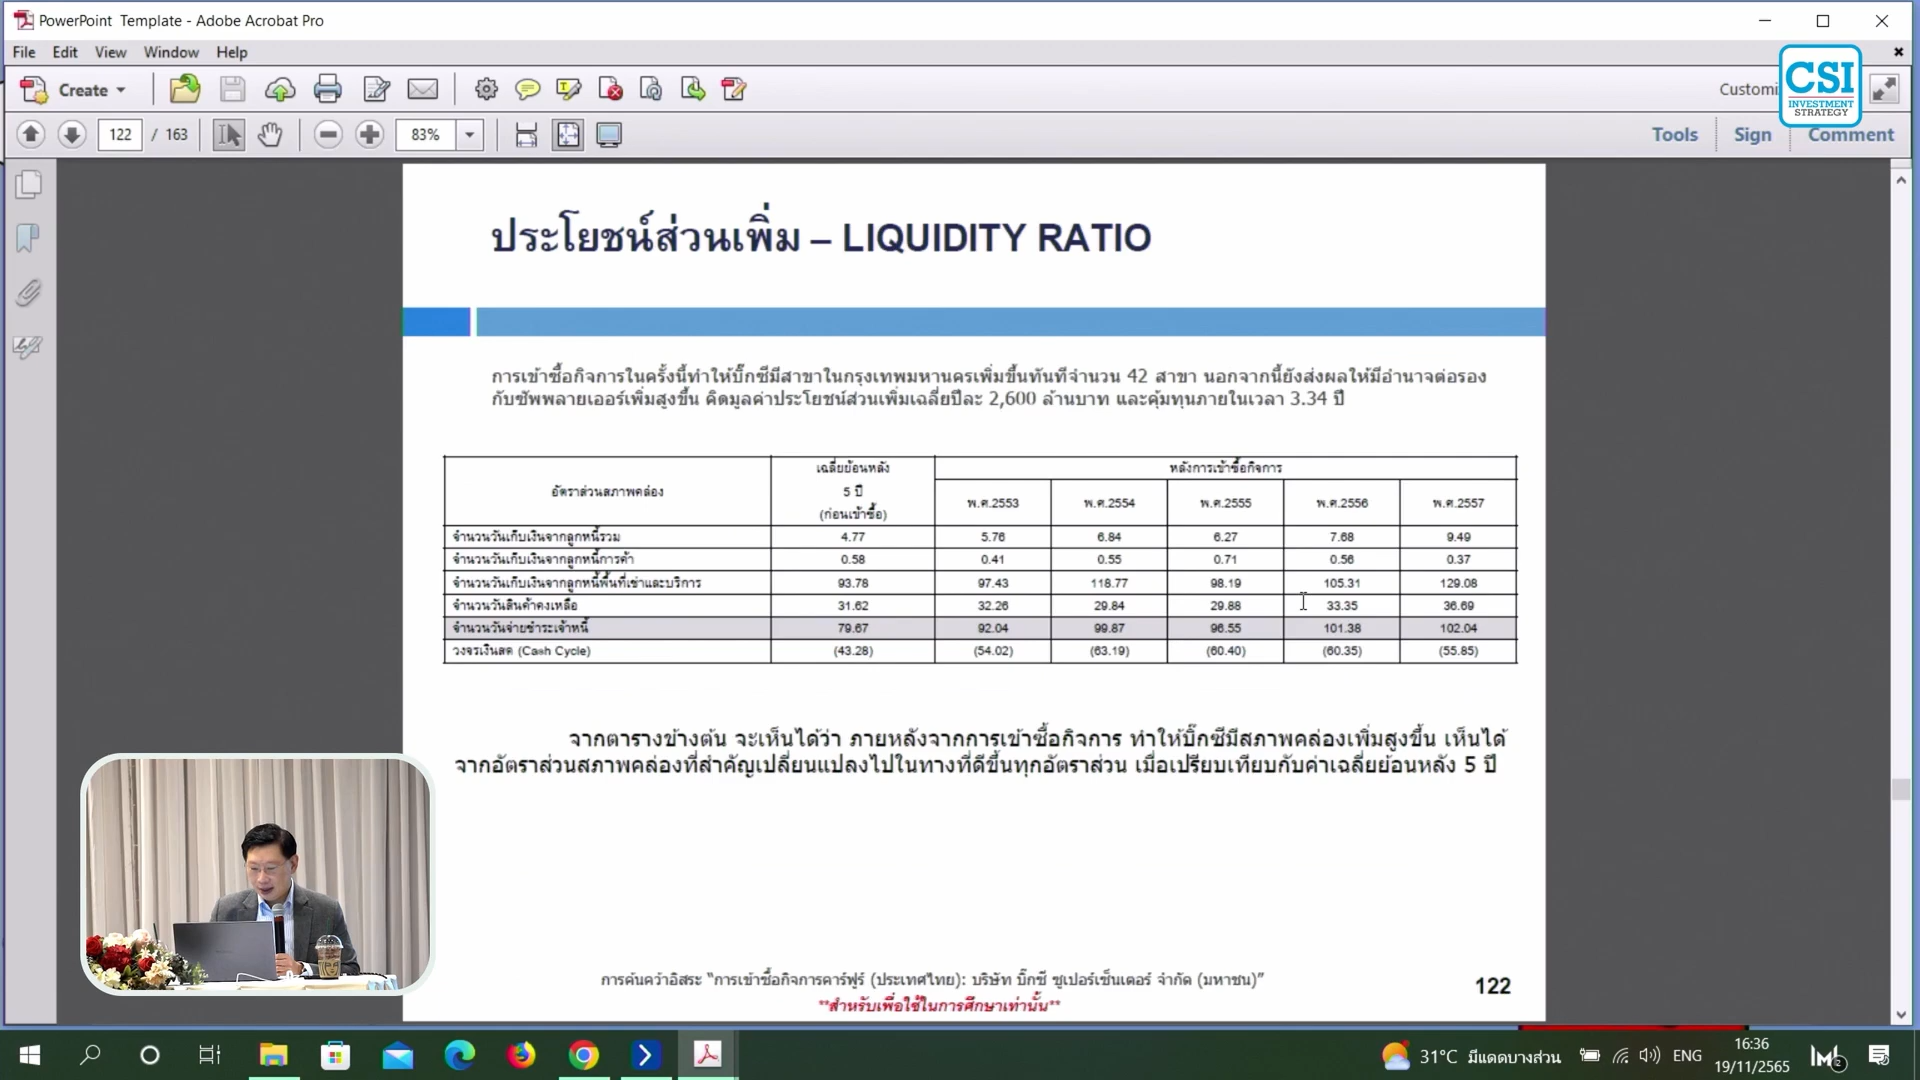 PowerPoint Template - Adobe Acrobat Pro
File Edit View Window Help
Create
Customi
CSI
INVESTMENT
STRATEGY
122 / 163
83%
Tools Sign Comment
ประโยชน์ส่วนเพิ่ม – LIQUIDITY RATIO
การเข้าซื้อกิจการในครั้งนี้ทำให้บิ๊กซีมีสาขาในกรุงเทพมหานครเพิ่มขึ้นทันทีจำนวน 42 สาขา นอกจากนี้ยังส่งผลให้มีอำนาจต่อรอง
กับซัพพลายเออร์เพิ่มสูงขึ้น คิดมูลค่าประโยชน์ส่วนเพิ่มเฉลี่ยปีละ 2,600 ล้านบาท และคุ้มทุนภายในเวลา 3.34 ปี
อัตราส่วนสภาพคล่อง เฉลี่ยย้อนหลัง 5 ปี (ก่อนเข้าซื้อ) หลังการเข้าซื้อกิจการ
พ.ศ.2553 พ.ศ.2554 พ.ศ.2555 พ.ศ.2556 พ.ศ.2557
จำนวนวันเก็บเงินจากลูกหนี้รวม 4.77 5.76 6.84 6.27 7.68 9.49
จำนวนวันเก็บเงินจากลูกหนี้การค้า 0.58 0.41 0.55 0.71 0.56 0.37
จำนวนวันเก็บเงินจากลูกหนี้พื้นที่เช่าและบริการ 93.78 97.43 118.77 98.19 105.31 129.08
จำนวนวันสินค้าคงเหลือ 31.62 32.26 29.84 29.88 33.35 36.69
จำนวนวันจ่ายชำระเจ้าหนี้ 79.67 92.04 99.87 96.55 101.38 102.04
วงจรเงินสด (Cash Cycle) (43.28) (54.02) (63.19) (60.40) (60.35) (55.85)
จากตารางข้างต้น จะเห็นได้ว่า ภายหลังจากการเข้าซื้อกิจการ ทำให้บิ๊กซีมีสภาพคล่องเพิ่มสูงขึ้น เห็นได้
จากอัตราส่วนสภาพคล่องที่สำคัญเปลี่ยนแปลงไปในทางที่ดีขึ้นทุกอัตราส่วน เมื่อเปรียบเทียบกับค่าเฉลี่ยย้อนหลัง 5 ปี
การค้นคว้าอิสระ “การเข้าซื้อกิจการคาร์ฟูร์ (ประเทศไทย): บริษัท บิ๊กซี ซูเปอร์เซ็นเตอร์ จำกัด (มหาชน)”
122
**สำหรับเพื่อใช้ในการศึกษาเท่านั้น**
31°C มีแดดบางส่วน ENG
16:36
19/11/2565
2